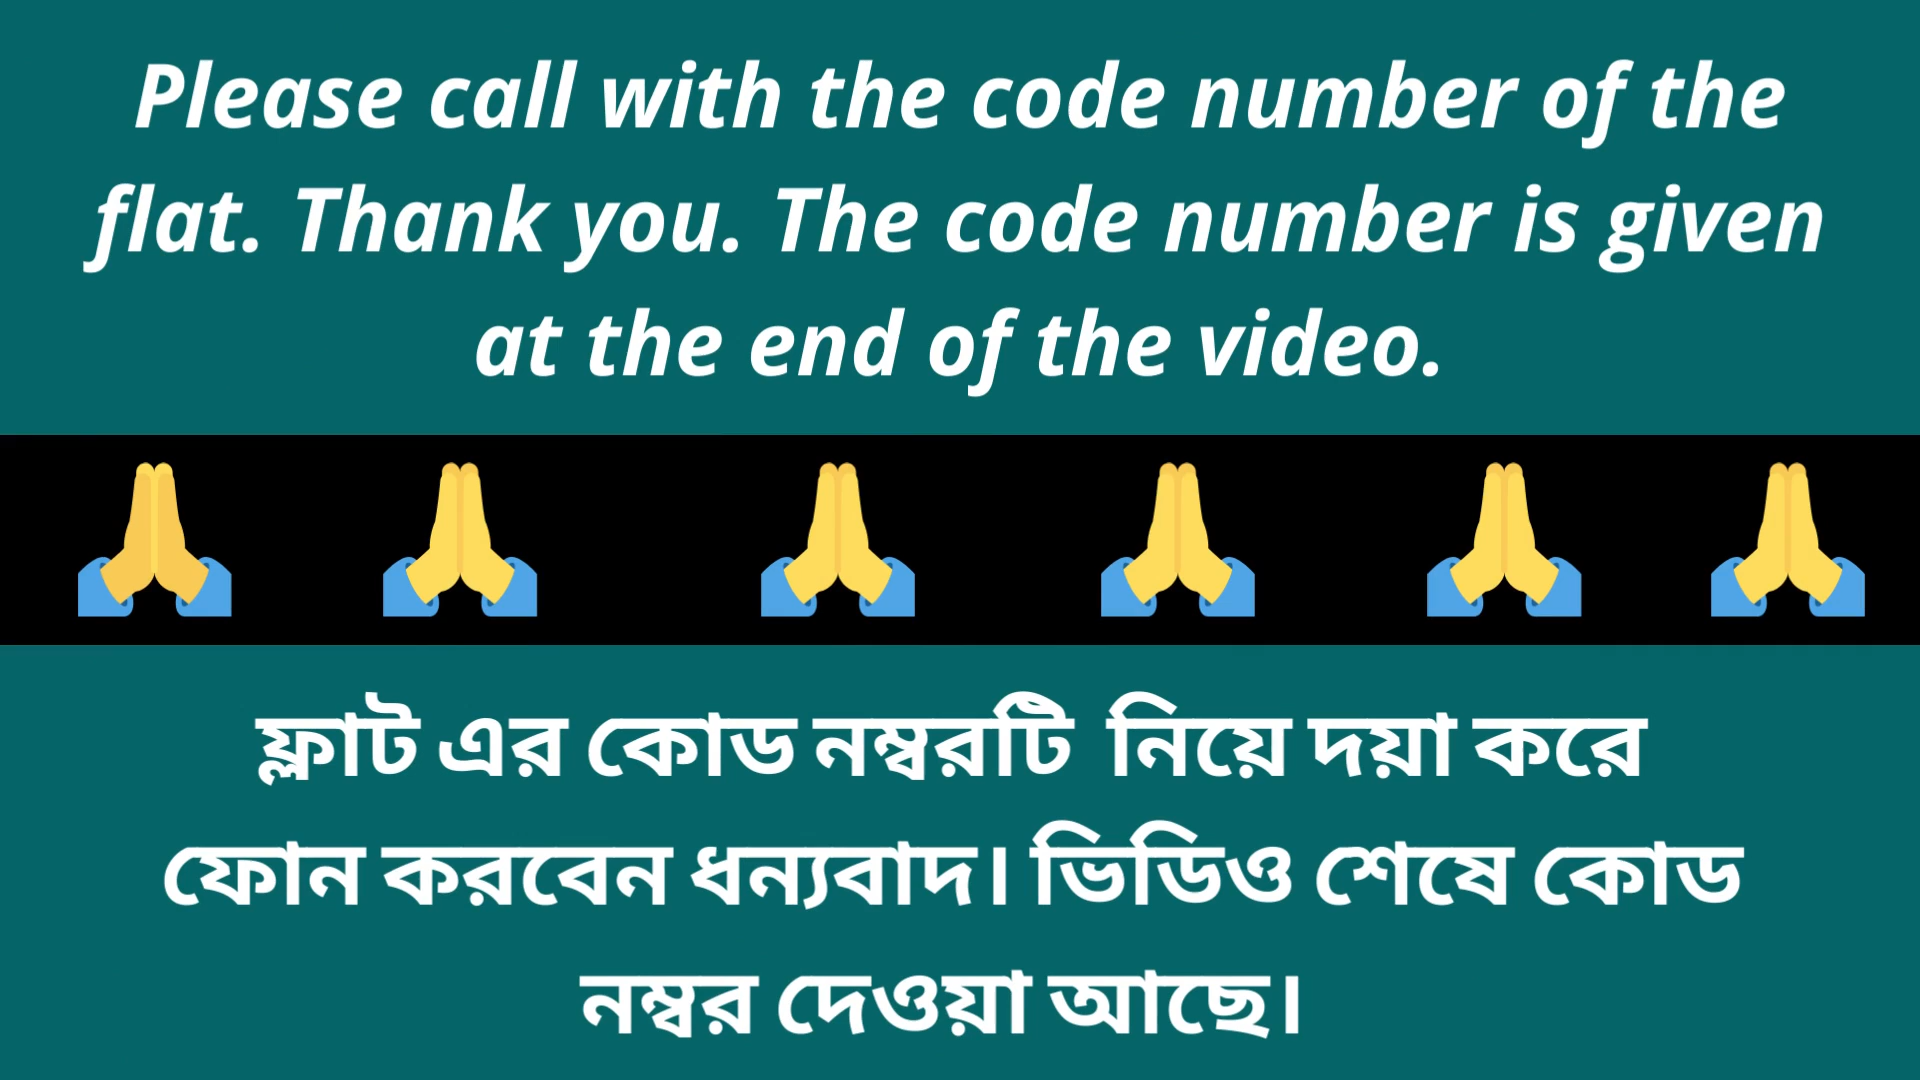 Please call with the code number of the
flat. Thank you. The code number is given
at the end of the video.
ফ্লাট এর কোড নম্বরটি নিয়ে দয়া করে
ফোন করবেন ধন্যবাদ। ভিডিও শেষে কোড
নম্বর দেওয়া আছে।